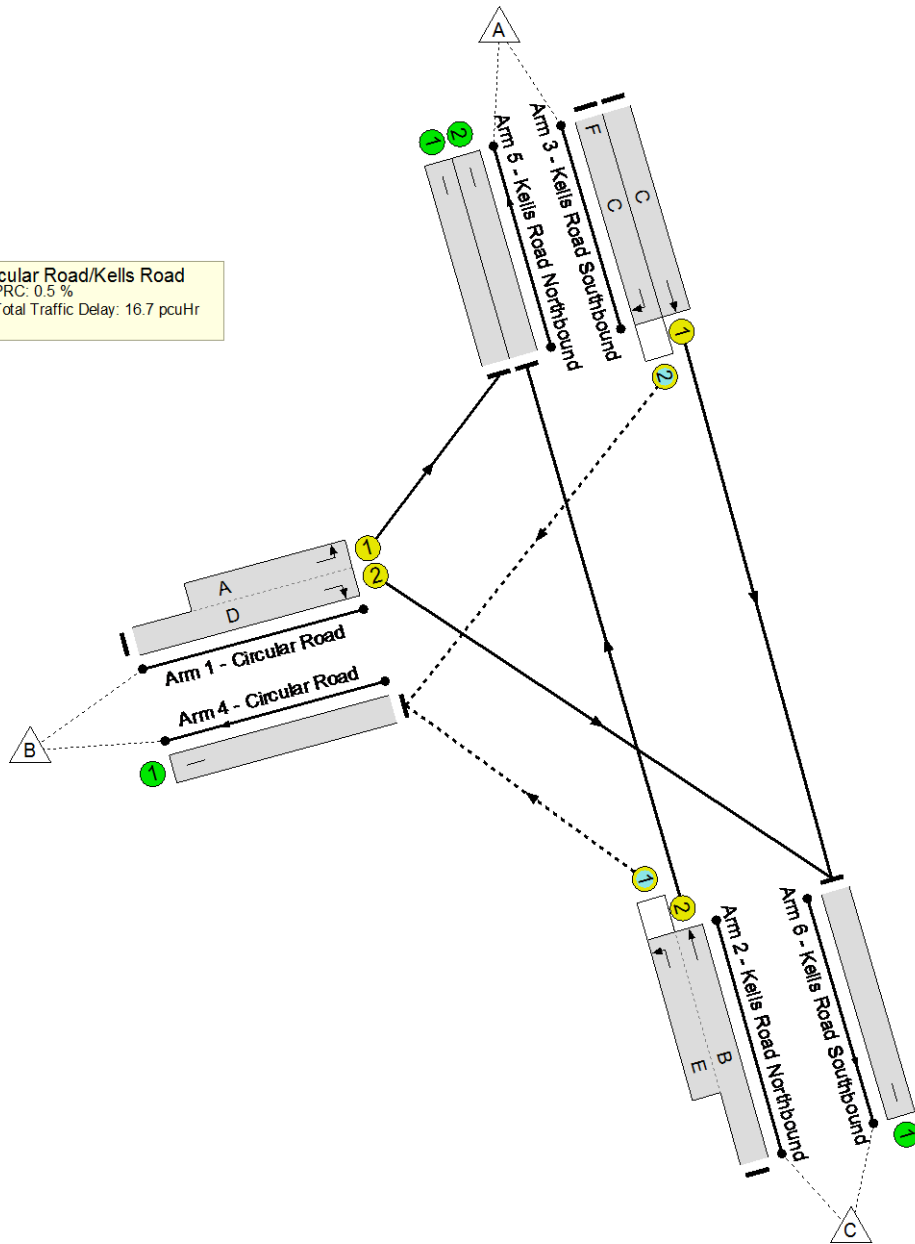 A
Arm 3 - Kells Road Southbound
Arm 5 - Kells Road Northbound
1
2
F
C
C
cular Road/Kells Road
PRC: 0.5 %
Total Traffic Delay: 16.7 pcuHr
1
2
1
2
A
D
Arm 1 - Circular Road
Arm 4 - Circular Road
B
1
1
2
Arm 2 - Kells Road Northbound
Arm 6 - Kells Road Southbound
B
E
1
C